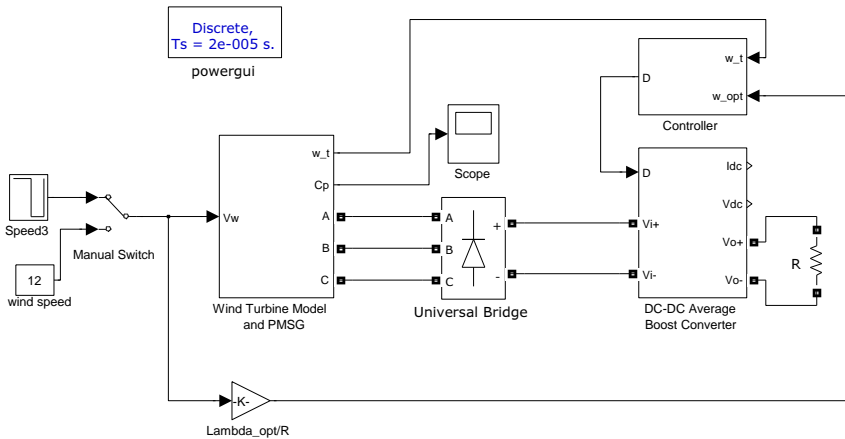 Discrete,
Ts = 2e-005 s.
powergui
w_t
D
w_opt
Controller
Scope
w_t
Cp
Vw
A
B
C
Wind Turbine Model
and PMSG
Speed3
Manual Switch
12
wind speed
A
B
C
+
-
Universal Bridge
D
Idc
Vdc
Vi+
Vo+
Vi-
Vo-
DC-DC Average
Boost Converter
R
-K-
Lambda_opt/R